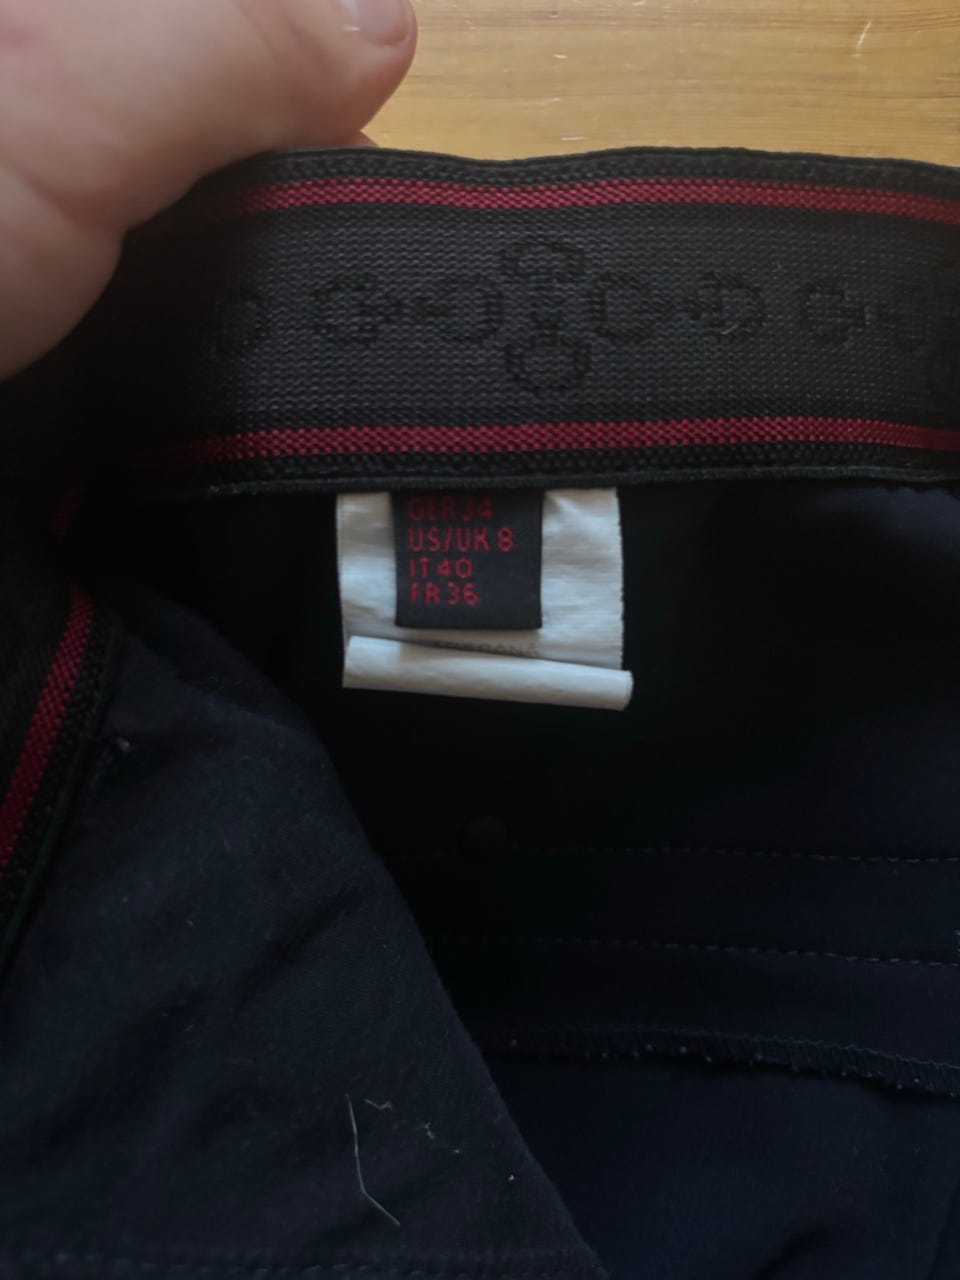 GER 34
US/UK 8
IT 40
FR 36